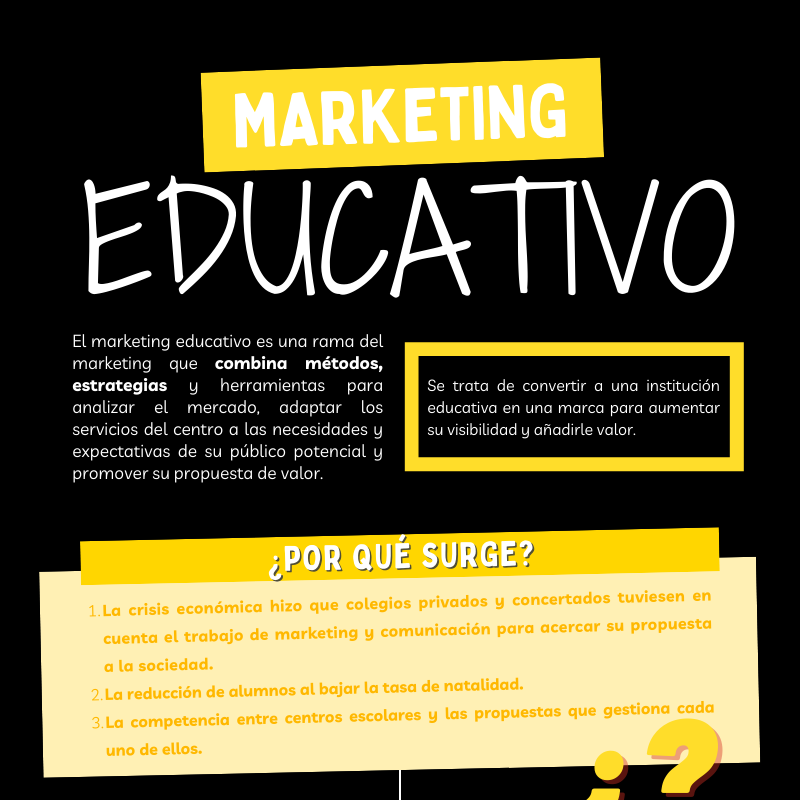 MARKETING
EDUCATIVO
El marketing educativo es una rama del
marketing que combina métodos,
estrategias y herramientas para
analizar el mercado, adaptar los
servicios del centro a las necesidades y
expectativas de su público potencial y
promover su propuesta de valor.
Se trata de convertir a una institución
educativa en una marca para aumentar
su visibilidad y añadirle valor.
¿POR QUÉ SURGE?
1. La crisis económica hizo que colegios privados y concertados tuviesen en
cuenta el trabajo de marketing y comunicación para acercar su propuesta
a la sociedad.
2. La reducción de alumnos al bajar la tasa de natalidad.
3. La competencia entre centros escolares y las propuestas que gestiona cada
uno de ellos.
¿?